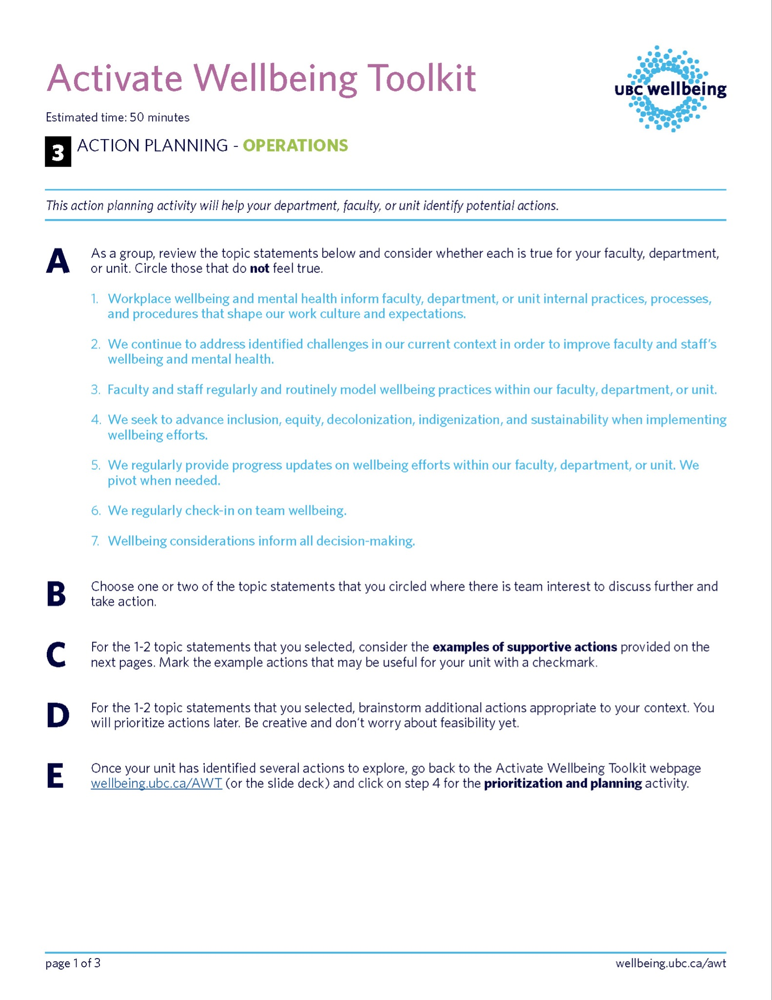 Activate Wellbeing Toolkit
UBC wellbeing
Estimated time: 50 minutes
3 ACTION PLANNING - OPERATIONS
This action planning activity will help your department, faculty, or unit identify potential actions.
A As a group, review the topic statements below and consider whether each is true for your faculty, department,
or unit. Circle those that do not feel true.
1. Workplace wellbeing and mental health inform faculty, department, or unit internal practices, processes,
and procedures that shape our work culture and expectations.
2. We continue to address identified challenges in our current context in order to improve faculty and staff's
wellbeing and mental health.
3. Faculty and staff regularly and routinely model wellbeing practices within our faculty, department, or unit.
4. We seek to advance inclusion, equity, decolonization, indigenization, and sustainability when implementing
wellbeing efforts.
5. We regularly provide progress updates on wellbeing efforts within our faculty, department, or unit. We
pivot when needed.
6. We regularly check-in on team wellbeing.
7. Wellbeing considerations inform all decision-making.
B Choose one or two of the topic statements that you circled where there is team interest to discuss further and
take action.
C For the 1-2 topic statements that you selected, consider the examples of supportive actions provided on the
next pages. Mark the example actions that may be useful for your unit with a checkmark.
D For the 1-2 topic statements that you selected, brainstorm additional actions appropriate to your context. You
will prioritize actions later. Be creative and don't worry about feasibility yet.
E Once your unit has identified several actions to explore, go back to the Activate Wellbeing Toolkit webpage
wellbeing.ubc.ca/AWT (or the slide deck) and click on step 4 for the prioritization and planning activity.
page 1 of 3
wellbeing.ubc.ca/awt